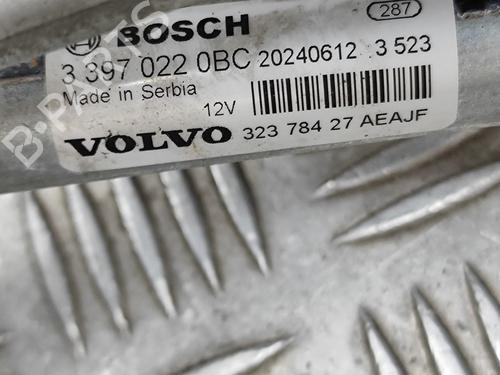 BOSCH 287
3 397 022 0BC 20240612 3 523
Made in Serbia 12V
VOLVO 323 784 27 AEAJF
B-PARTS